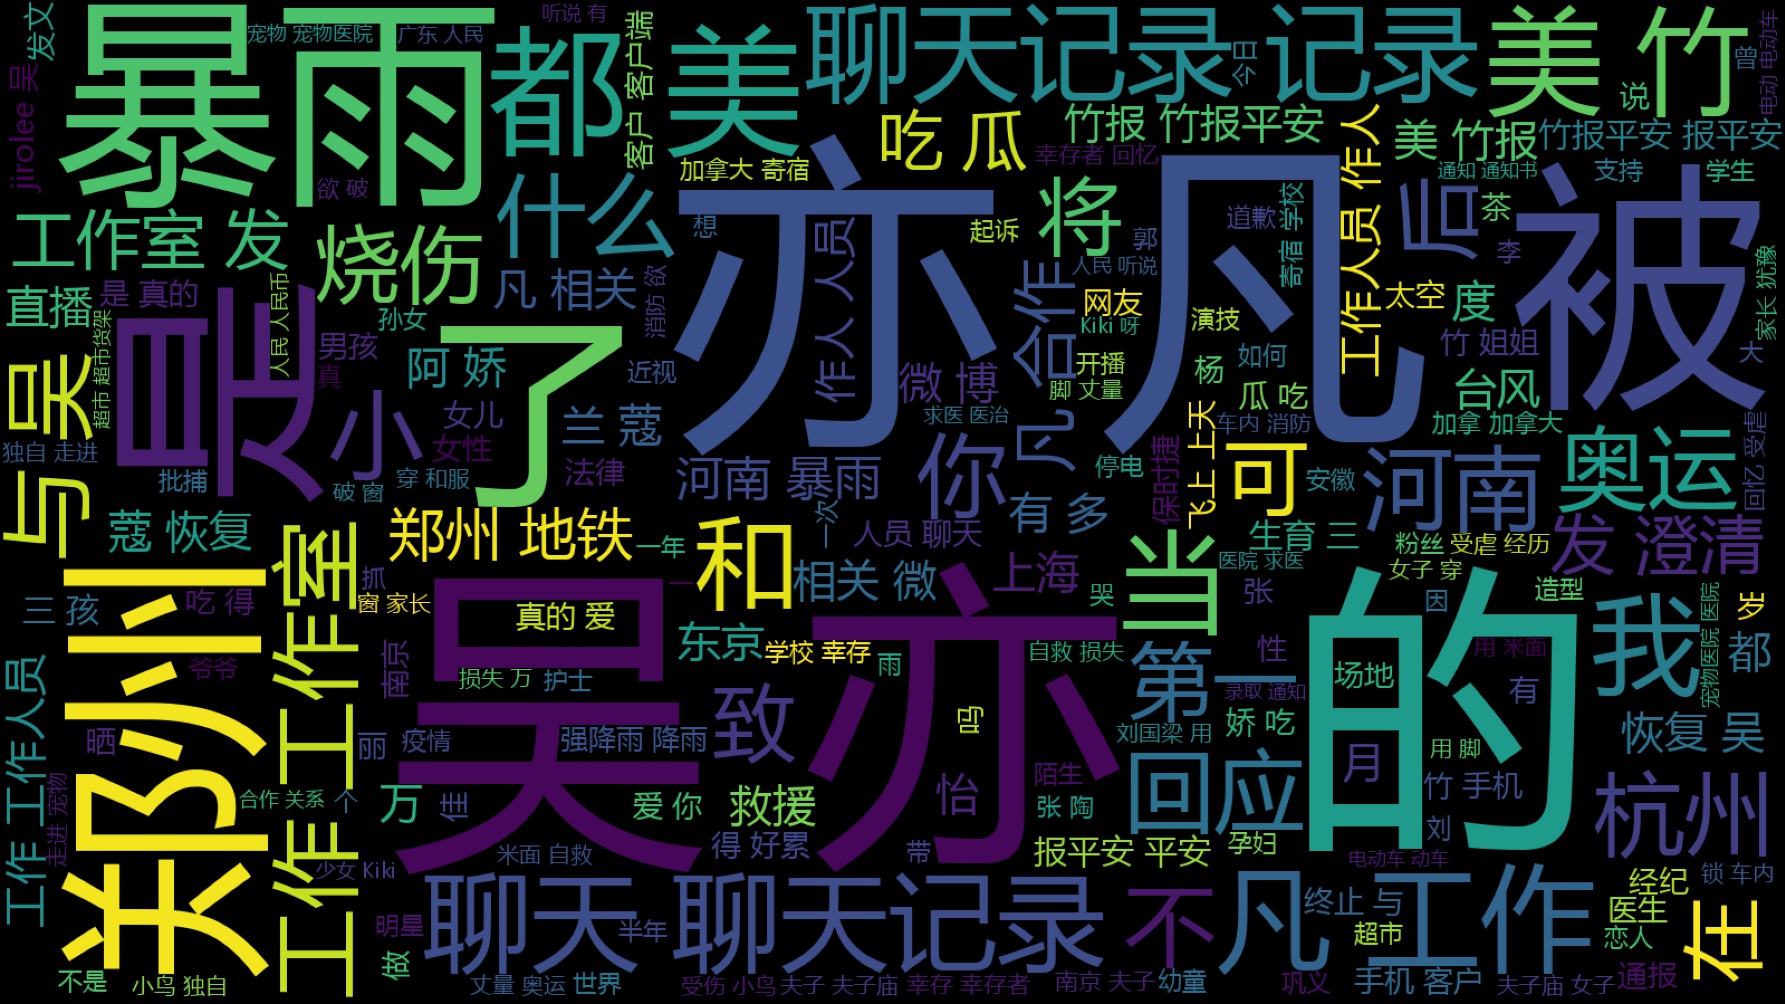 暴雨
都
美
聊天记录 记录
美 竹
亦 凡
被
是
了
吴 亦
的
郑州
发文
宠物 宠物医院
听说 有
广东 人民
客户 客户端
今日
曾
电动 电动车
说
jirolee 吴
欲 破
吃 瓜
竹报 竹报平安
美 竹报
竹报平安 报平安
加拿大 寄宿
幸存者 回忆
工作人员 工作人
通知 通知书
支持
学生
工作室 发
烧伤
什么
将
后
茶
想
作人 人员
起诉
郭
道歉
寄宿 学校
李
家长 犹豫
直播
是 真的
人民 人民币
凡 相关
消防 欲
合作
人民 听说
网友
Kiki 呀
演技
太空
度
超市 超市货架
孙女
男孩
真
阿 娇
近视
微 博
开播
脚 丈量
杨
如何
竹 姐姐
大
与 吴
小
女儿
女性
兰 蔻
求医 医治
凡
瓜 吃
台风
加拿 加拿大
独自 走进
批捕
破 窗
穿 和服
法律
河南 暴雨
你
停电
保时捷
飞上 上天
车内 消防
可
安徽
河南
奥运
回忆 受虐
蔻 恢复
工作 工作室
郑州 地铁
一年
和
一次
人员 聊天
有 多
生育 三
医院 求医
粉丝
受虐 经历
女子 穿
发 澄清
三 孩
吃 得
抓
窗 家长
一
真的 爱
相关 微
上海
哭
当
张
因
造型
我
宠物医院 医院
岁
工作 工作人员
爷爷
南京
损失 万
护士
东京
学校 幸存
雨
自救 损失
第一
性
场地
用 米面
有
都
晒
丽
疫情
强降雨 降雨
致
吗
刘国梁 用
录取 通知
娇 吃
月
用 脚
恢复 吴
走进 宠物
合作 关系
个
万
佳
爱 你
救援
怡
陌生
张 陶
回应
竹 手机
刘
杭州
少女 Kiki
米面 自救
得 好累
带
报平安 平安
孕妇
电动车 动车
明星
做
聊天
半年
聊天记录
不
凡 工作
终止 与
超市
经纪
锁 车内
医生
恋人
在
不是
小鸟 独自
丈量 奥运
世界
受伤 小鸟
夫子 夫子庙
幸存 幸存者
南京 夫子
幼童
巩义
手机 客户
夫子庙 女子
通报